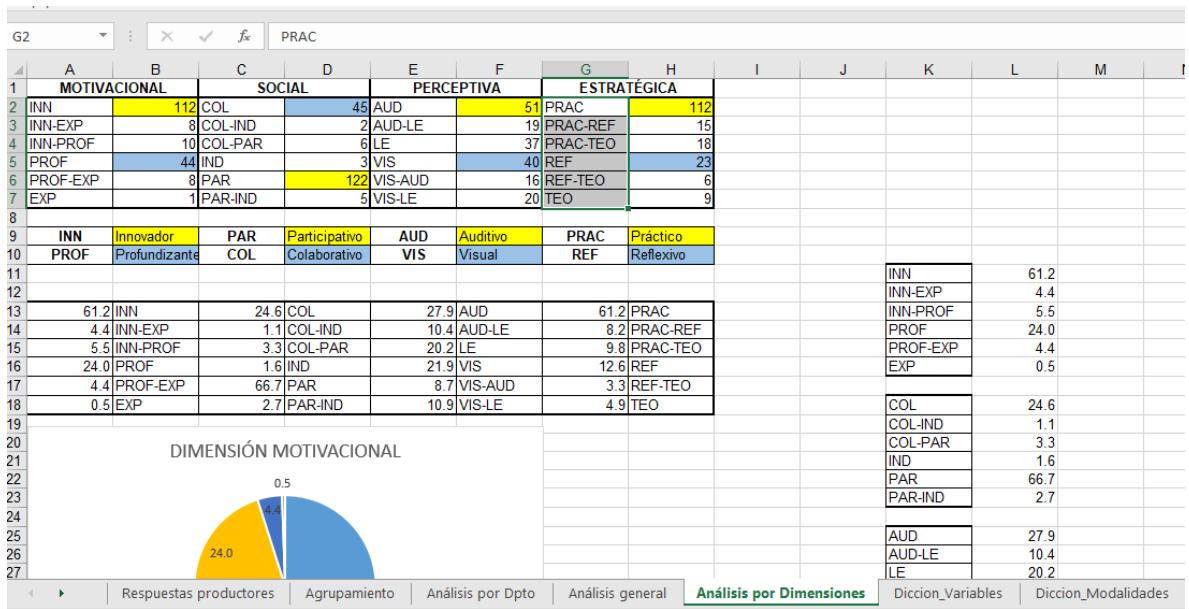 G2 fx PRAC
A B C D E F G H I J K L M
1 MOTIVACIONAL SOCIAL PERCEPTIVA ESTRATÉGICA
2 INN 112 COL 45 AUD 51 PRAC 112
3 INN-EXP 8 COL-IND 2 AUD-LE 19 PRAC-REF 15
4 INN-PROF 10 COL-PAR 6 LE 37 PRAC-TEO 18
5 PROF 44 IND 3 VIS 40 REF 23
6 PROF-EXP 8 PAR 122 VIS-AUD 16 REF-TEO 6
7 EXP 1 PAR-IND 5 VIS-LE 20 TEO 9
8
9 INN Innovador PAR Participativo AUD Auditivo PRAC Práctico
10 PROF Profundizante COL Colaborativo VIS Visual REF Reflexivo
11 INN 61.2
12 INN-EXP 4.4
13 61.2 INN 24.6 COL 27.9 AUD 61.2 PRAC INN-PROF 5.5
14 4.4 INN-EXP 1.1 COL-IND 10.4 AUD-LE 8.2 PRAC-REF PROF 24.0
15 5.5 INN-PROF 3.3 COL-PAR 20.2 LE 9.8 PRAC-TEO PROF-EXP 4.4
16 24.0 PROF 1.6 IND 21.9 VIS 12.6 REF EXP 0.5
17 4.4 PROF-EXP 66.7 PAR 8.7 VIS-AUD 3.3 REF-TEO
18 0.5 EXP 2.7 PAR-IND 10.9 VIS-LE 4.9 TEO COL 24.6
19 COL-IND 1.1
20 DIMENSIÓN MOTIVACIONAL COL-PAR 3.3
21 IND 1.6
22 0.5 PAR 66.7
23 4.4 PAR-IND 2.7
24
25 AUD 27.9
26 24.0 AUD-LE 10.4
27 LE 20.2
Respuestas productores Agrupamiento Análisis por Dpto Análisis general Análisis por Dimensiones Diccion_Variables Diccion_Modalidades